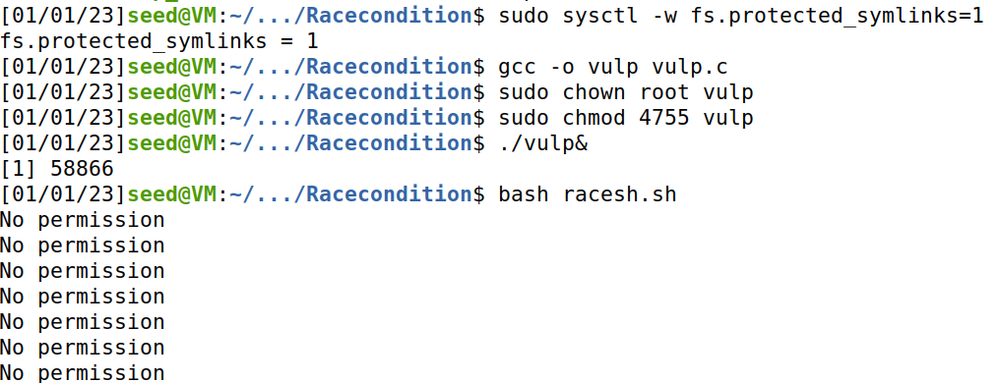 [01/01/23]seed@VM:~/.../Racecondition$ sudo sysctl -w fs.protected_symlinks=1
fs.protected_symlinks = 1
[01/01/23]seed@VM:~/.../Racecondition$ gcc -o vulp vulp.c
[01/01/23]seed@VM:~/.../Racecondition$ sudo chown root vulp
[01/01/23]seed@VM:~/.../Racecondition$ sudo chmod 4755 vulp
[01/01/23]seed@VM:~/.../Racecondition$ ./vulp&
[1] 58866
[01/01/23]seed@VM:~/.../Racecondition$ bash racesh.sh
No permission
No permission
No permission
No permission
No permission
No permission
No permission